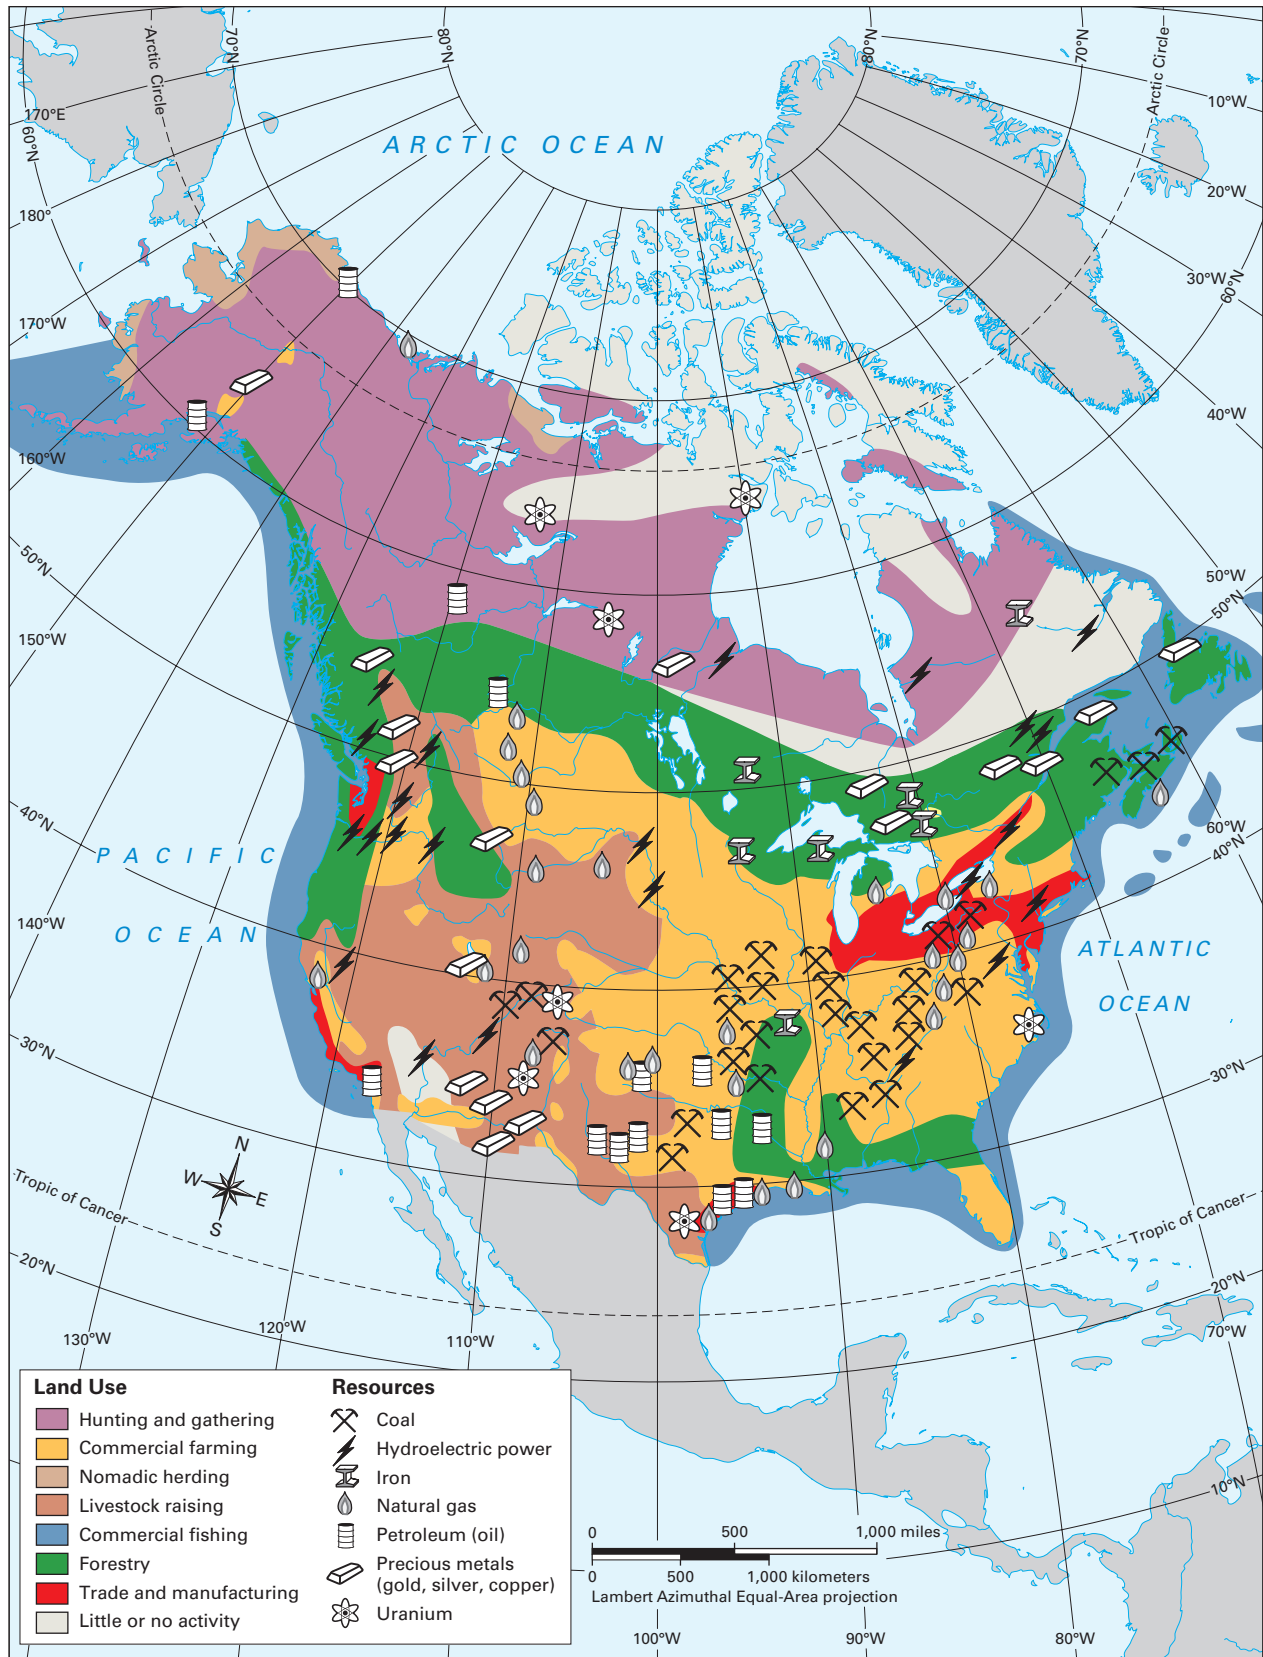 70°N
80°N
80°N
70°N
Arctic Circle
Arctic Circle
170°E
60°N
10°W
20°W
ARCTIC OCEAN
180°
30°W
60°N
170°W
40°W
160°W
50°N
50°W
50°N
150°W
40°N
60°W
40°N
PACIFIC
OCEAN
140°W
ATLANTIC
OCEAN
30°N
30°N
N
W
E
S
Tropic of Cancer
Tropic of Cancer
20°N
20°N
130°W
120°W
110°W
70°W
10°N
Land Use
Hunting and gathering
Commercial farming
Nomadic herding
Livestock raising
Commercial fishing
Forestry
Trade and manufacturing
Little or no activity
Resources
Coal
Hydroelectric power
Iron
Natural gas
Petroleum (oil)
Precious metals
(gold, silver, copper)
Uranium
0 500 1,000 miles
0 500 1,000 kilometers
Lambert Azimuthal Equal-Area projection
100°W
90°W
80°W